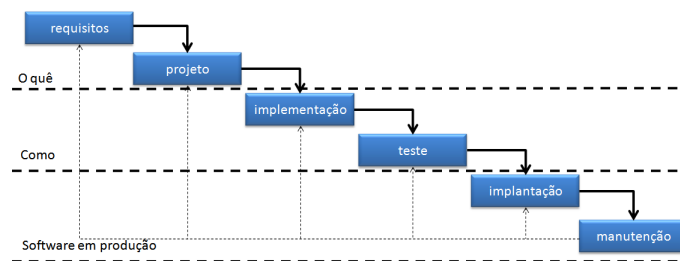 requisitos
projeto
O quê
implementação
teste
Como
implantação
manutenção
Software em produção